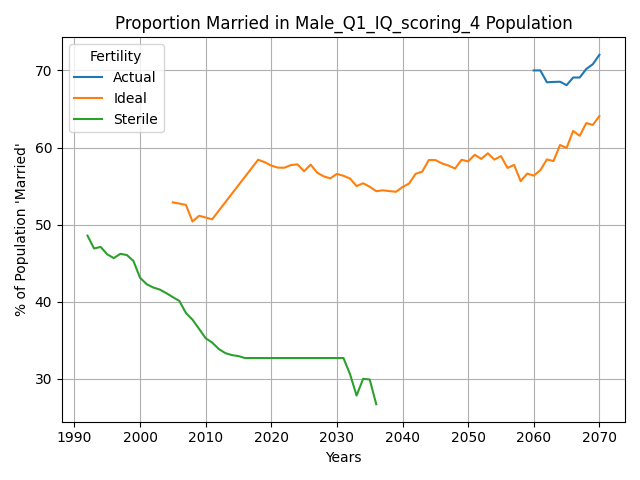 Proportion Married in Male_Q1_IQ_scoring_4 Population
Fertility
Actual
Ideal
Sterile
% of Population 'Married'
70
60
50
40
30
1990 2000 2010 2020 2030 2040 2050 2060 2070
Years